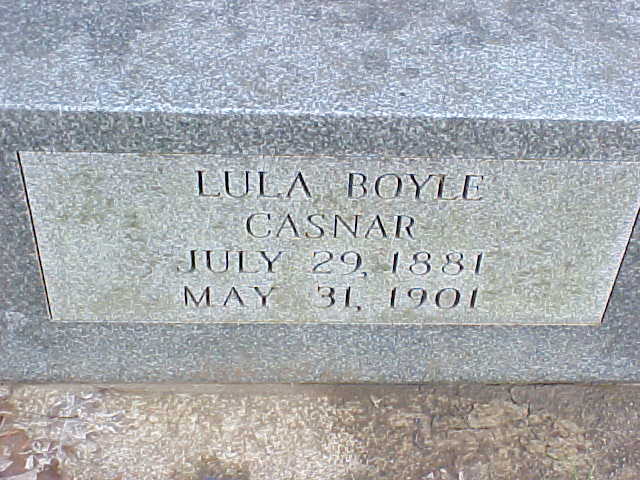 LULA BOYLE
CASNAR
JULY 29, 1881
MAY 31, 1901